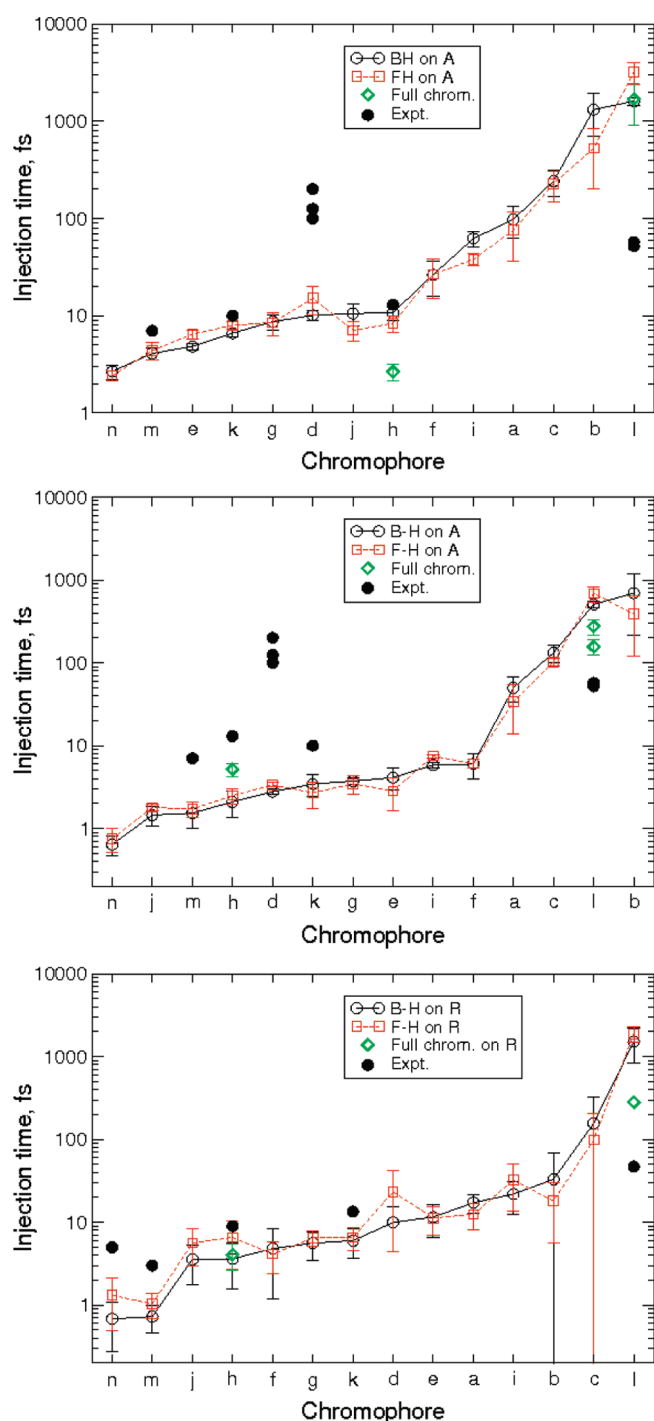 10000
1000
100
10
1
Injection time, fs
BH on A
FH on A
Full chrom.
Expt.
n m e k g d j h f i a c b l
Chromophore
10000
1000
100
10
1
Injection time, fs
B-H on A
F-H on A
Full chrom.
Expt.
n j m h d k g e i f a c l b
Chromophore
10000
1000
100
10
1
Injection time, fs
B-H on R
F-H on R
Full chrom. on R
Expt.
n m j h f g k d e a i b c l
Chromophore